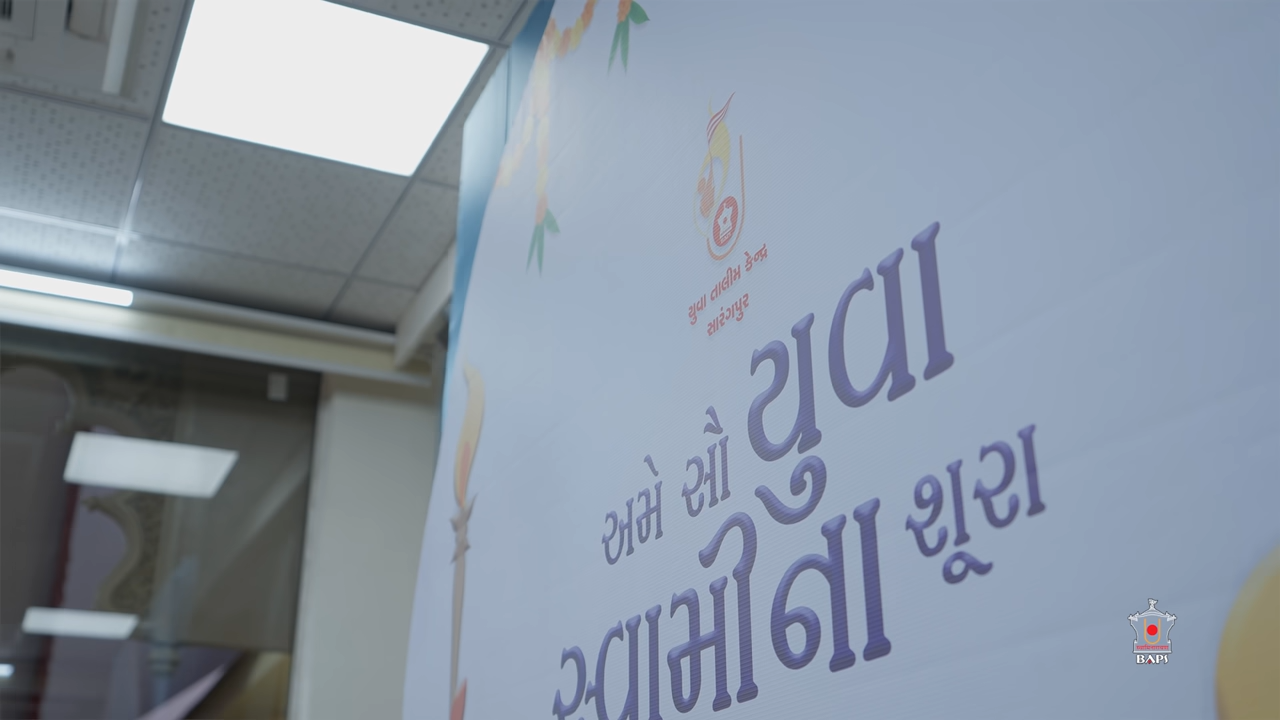 યુવા તાલીમ કેન્દ્ર
સારંગપુર
અમે સૌ યુવા
સ્વામીના શૂરા
BAPS